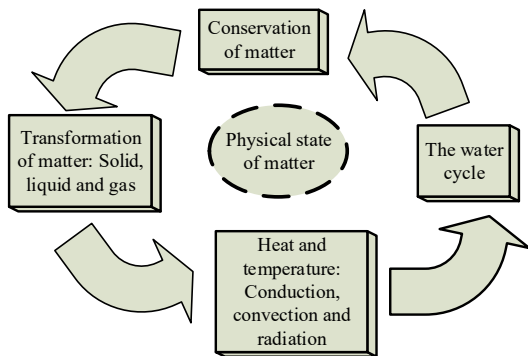 Conservation
of matter
Transformation
of matter: Solid,
liquid and gas
Physical state
of matter
The water
cycle
Heat and
temperature:
Conduction,
convection and
radiation